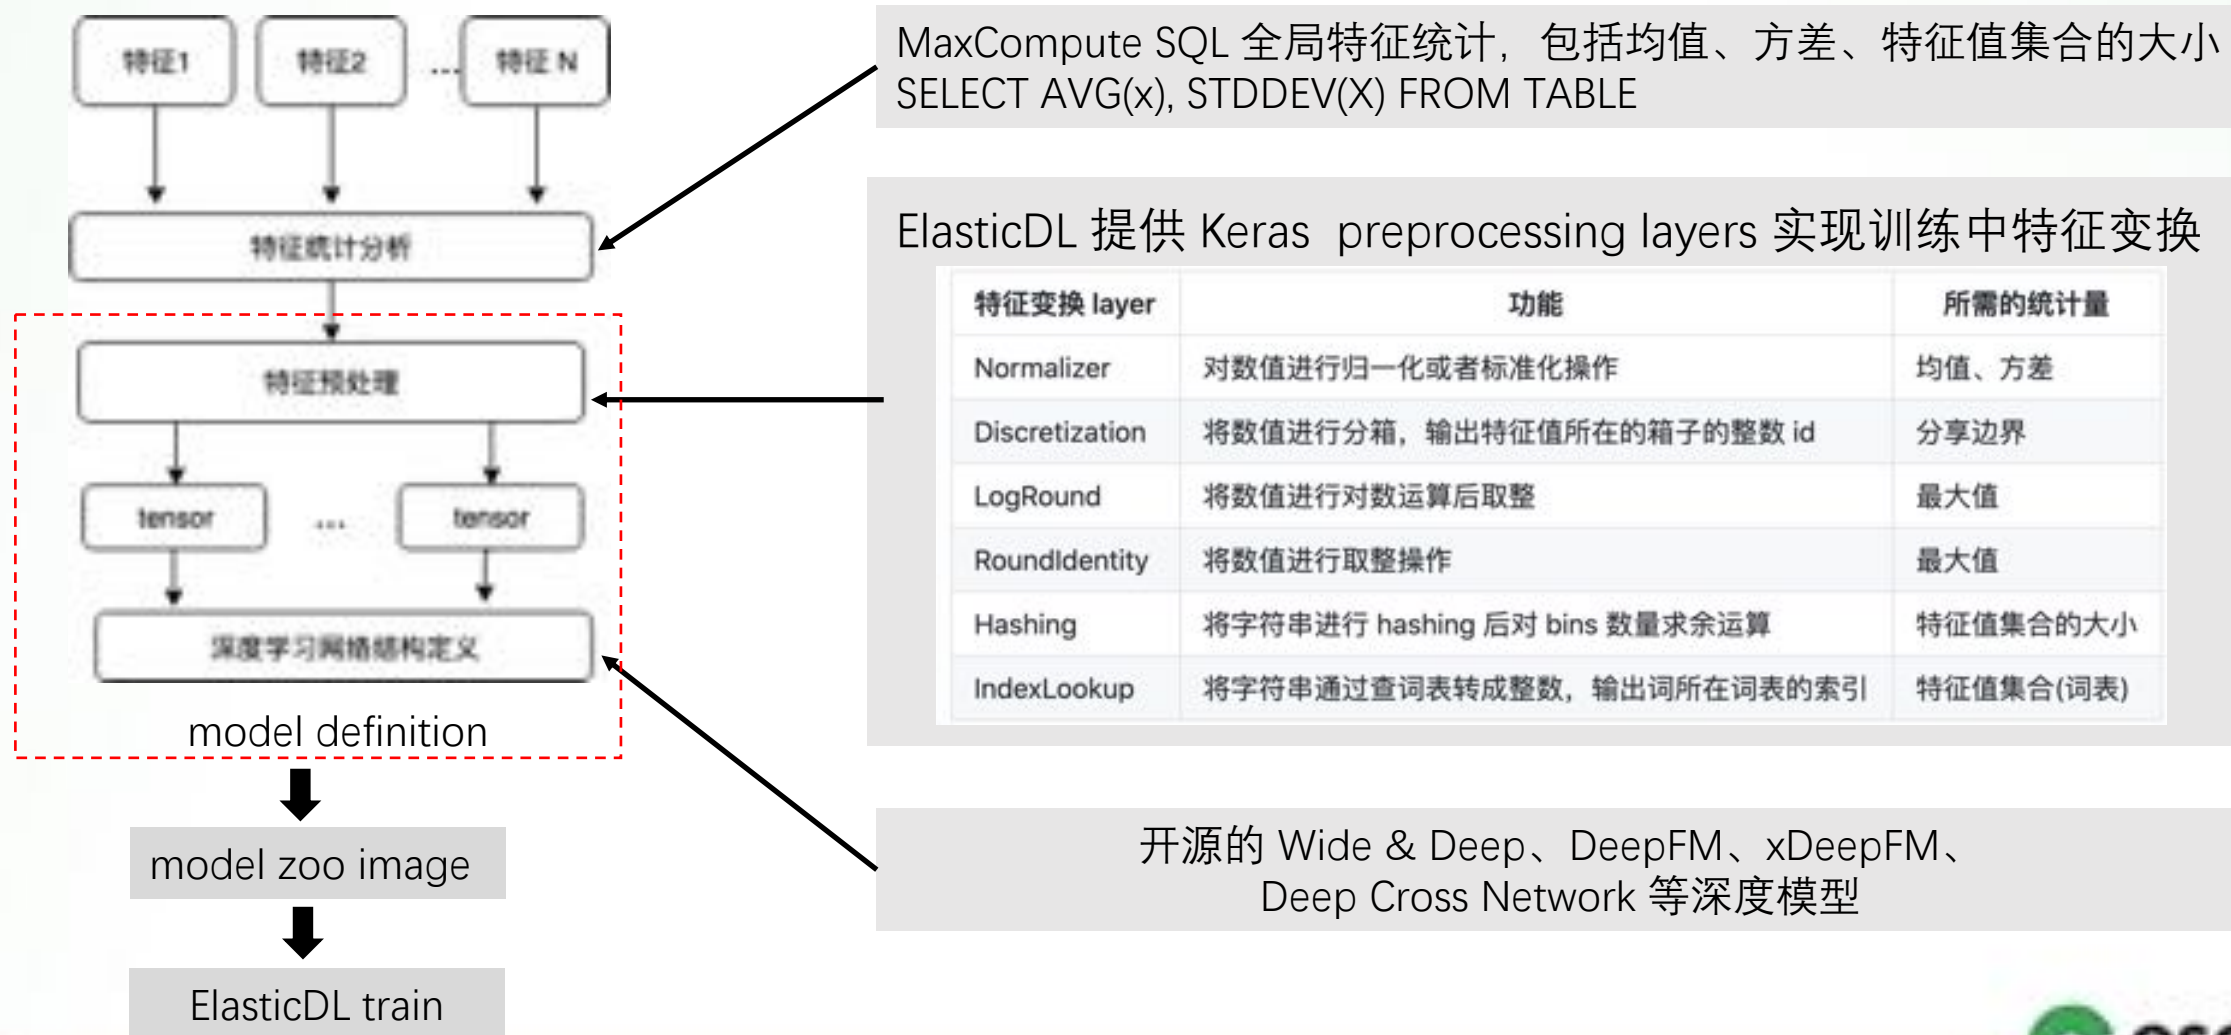 特征1
特征2
...
特征 N
特征统计分析
特征预处理
tensor
...
tensor
深度学习网络结构定义
model definition
model zoo image
ElasticDL train
MaxCompute SQL 全局特征统计，包括均值、方差、特征值集合的大小
SELECT AVG(x), STDDEV(X) FROM TABLE
ElasticDL 提供 Keras preprocessing layers 实现训练中特征变换
特征变换 layer 功能 所需的统计量
Normalizer 对数值进行归一化或者标准化操作 均值、方差
Discretization 将数值进行分箱，输出特征值所在的箱子的整数 id 分享边界
LogRound 将数值进行对数运算后取整 最大值
RoundIdentity 将数值进行取整操作 最大值
Hashing 将字符串进行 hashing 后对 bins 数量求余运算 特征值集合的大小
IndexLookup 将字符串通过查词表转成整数，输出词所在词表的索引 特征值集合(词表)
开源的 Wide & Deep、DeepFM、xDeepFM、
Deep Cross Network 等深度模型